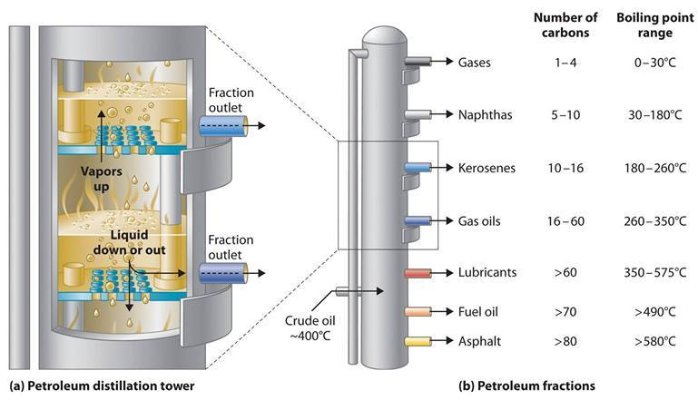 Number of
carbons
Boiling point
range
Fraction
outlet
Vapors
up
Liquid
down or out
Fraction
outlet
Gases 1–4 0–30°C
Naphthas 5–10 30–180°C
Kerosenes 10–16 180–260°C
Gas oils 16–60 260–350°C
Lubricants >60 350–575°C
Fuel oil >70 >490°C
Asphalt >80 >580°C
Crude oil
~400°C
(a) Petroleum distillation tower
(b) Petroleum fractions